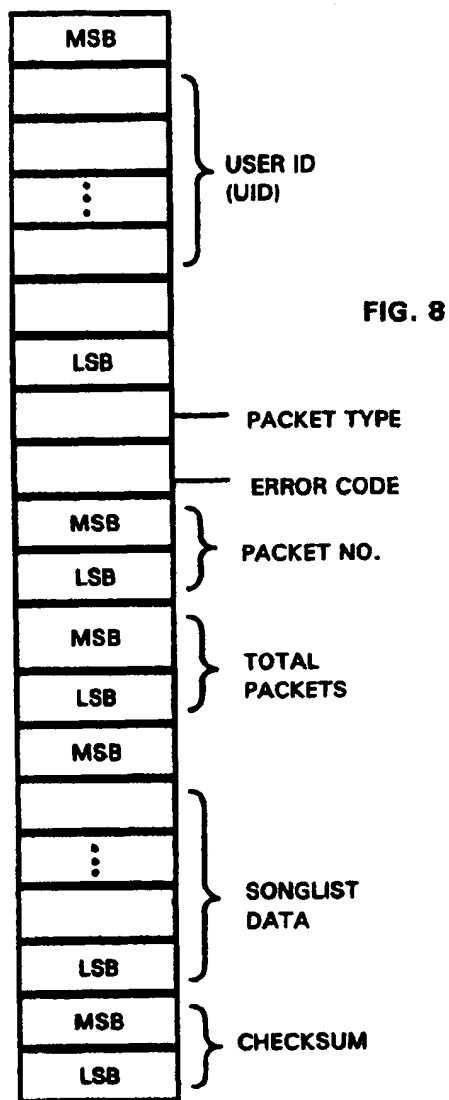 MSB
USER ID
(UID)
FIG. 8
LSB
PACKET TYPE
ERROR CODE
MSB
PACKET NO.
LSB
MSB
TOTAL
PACKETS
LSB
MSB
SONGLIST
DATA
LSB
MSB
CHECKSUM
LSB